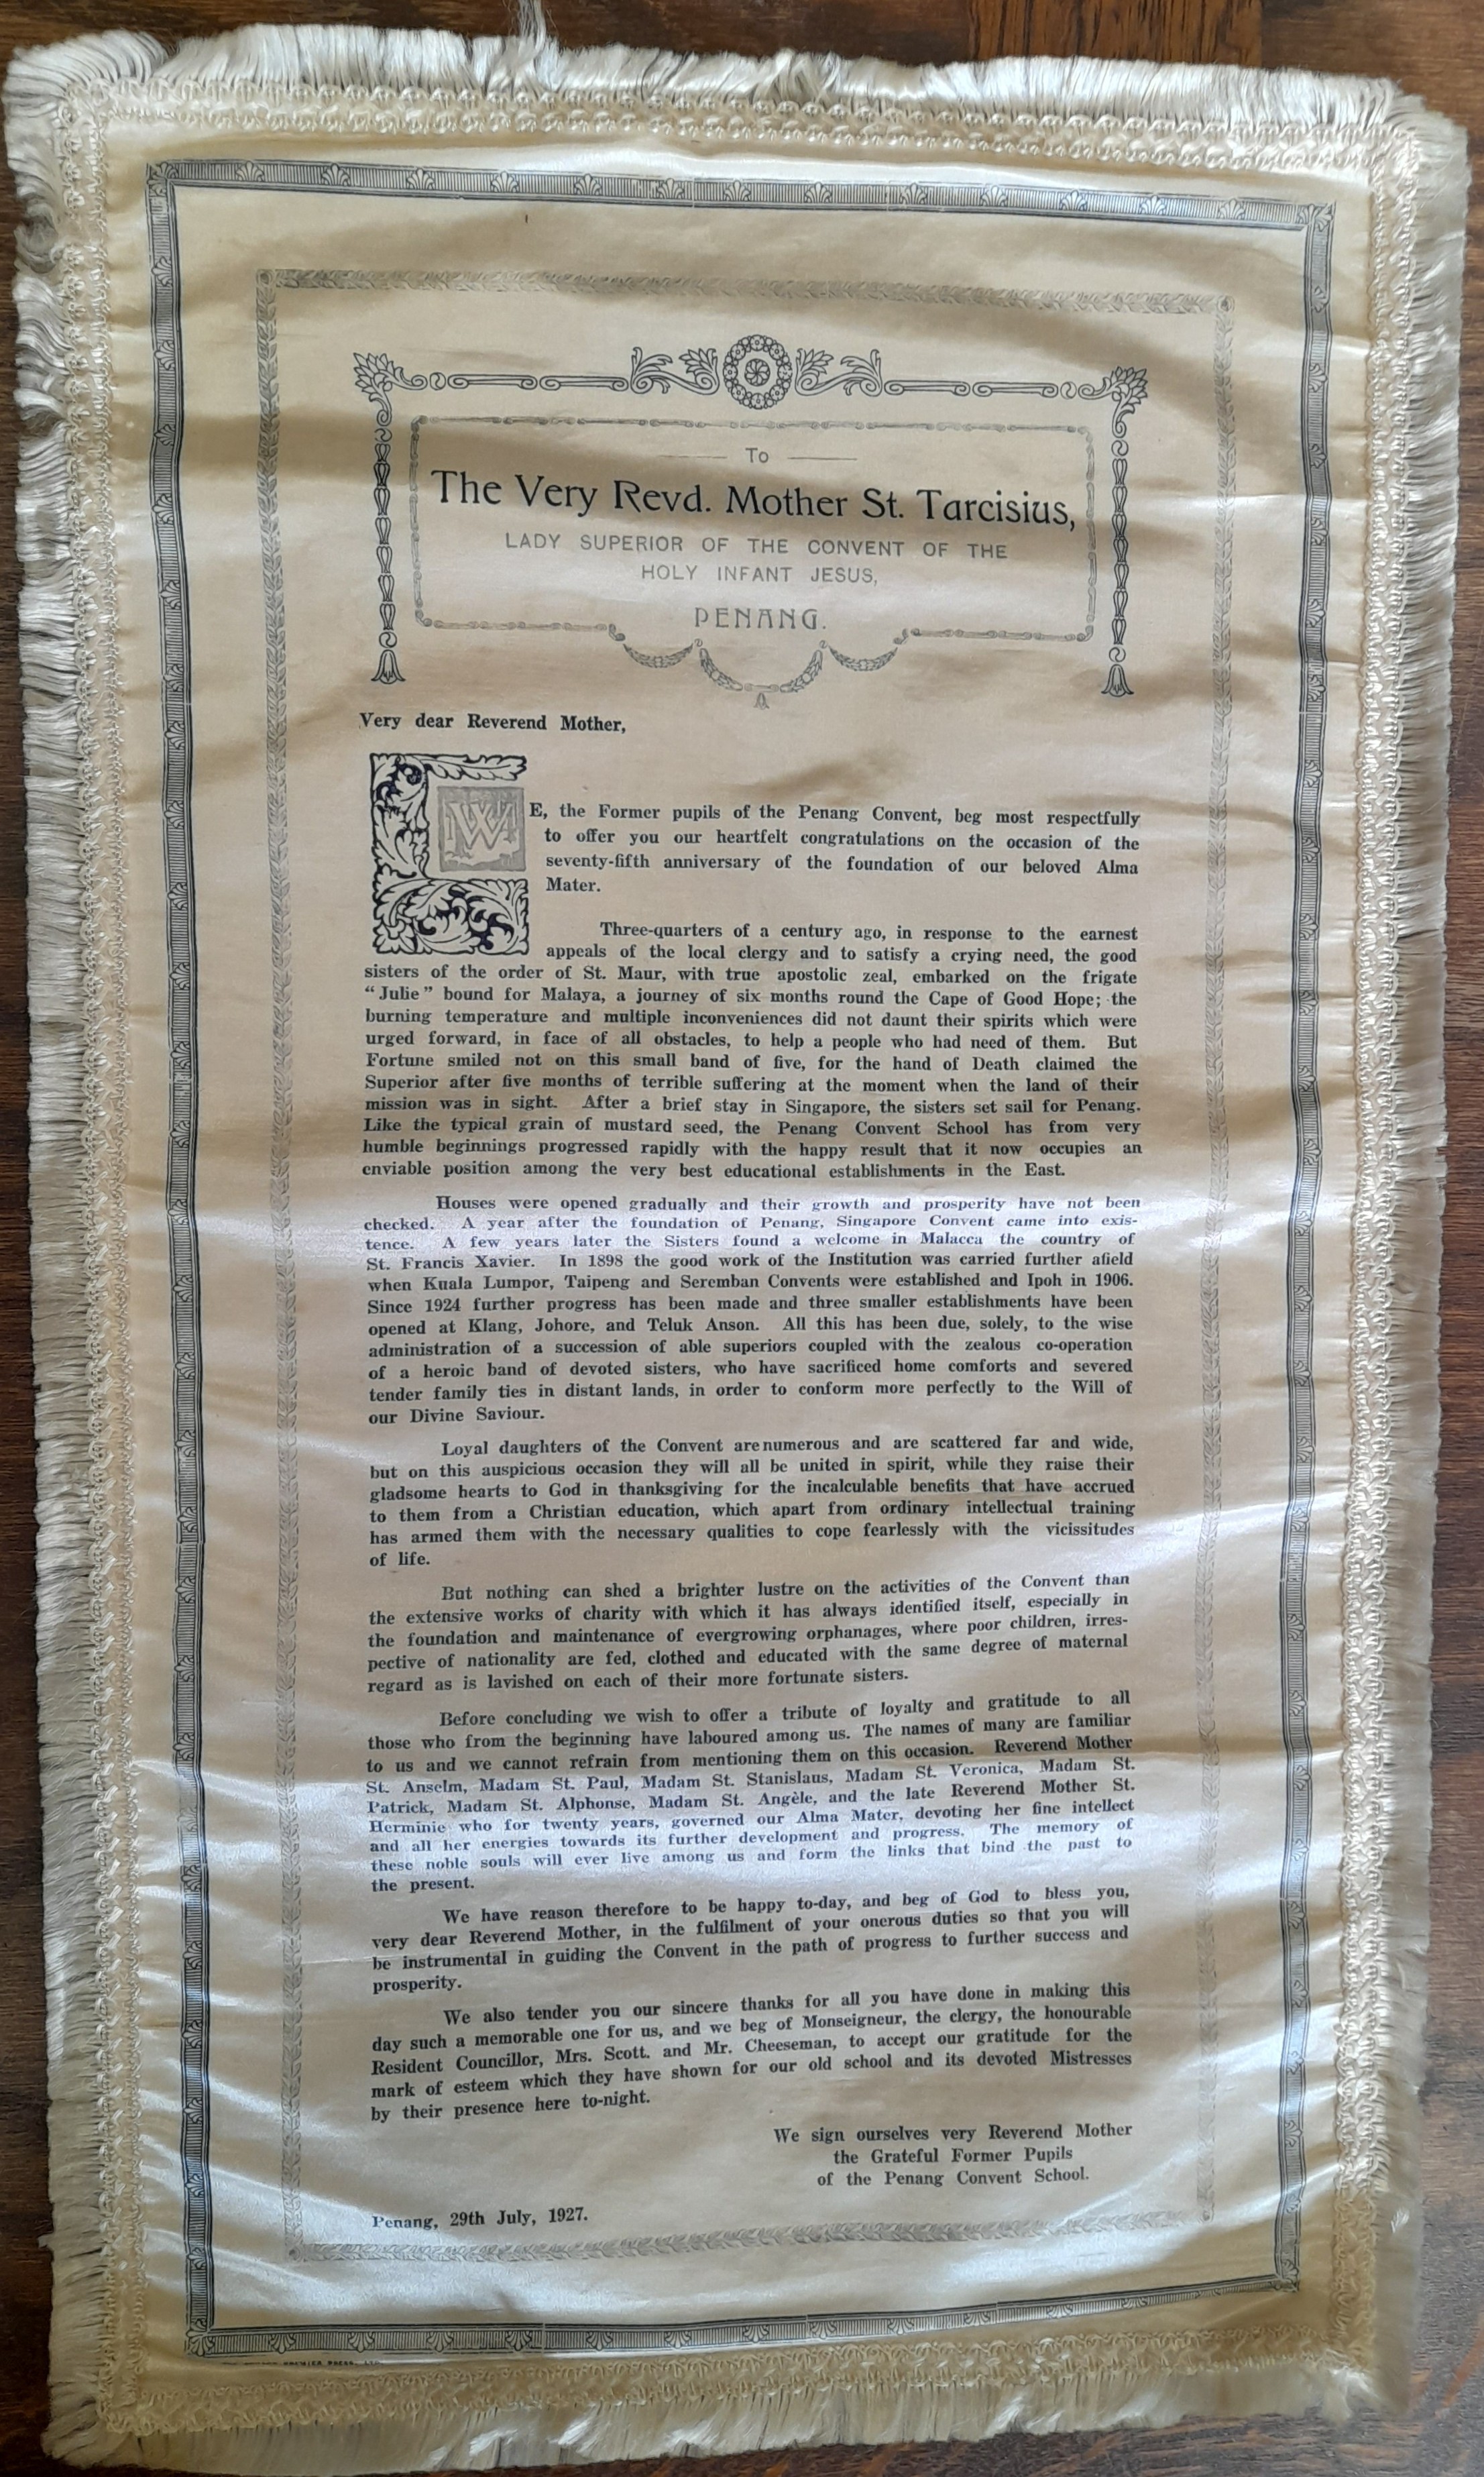 To
The Very Revd. Mother St. Tarcisius,
LADY SUPERIOR OF THE CONVENT OF THE
HOLY INFANT JESUS,
PENANG.
Very dear Reverend Mother,
WE, the Former pupils of the Penang Convent, beg most respectfully
to offer you our heartfelt congratulations on the occasion of the
seventy-fifth anniversary of the foundation of our beloved Alma
Mater.
Three-quarters of a century ago, in response to the earnest
appeals of the local clergy and to satisfy a crying need, the good
sisters of the order of St. Maur, with true apostolic zeal, embarked on the frigate
“Julie” bound for Malaya, a journey of six months round the Cape of Good Hope; the
burning temperature and multiple inconveniences did not daunt their spirits which were
urged forward, in face of all obstacles, to help a people who had need of them. But
Fortune smiled not on this small band of five, for the hand of Death claimed the
Superior after five months of terrible suffering at the moment when the land of their
mission was in sight. After a brief stay in Singapore, the sisters set sail for Penang.
Like the typical grain of mustard seed, the Penang Convent School has from very
humble beginnings progressed rapidly with the happy result that it now occupies an
enviable position among the very best educational establishments in the East.
Houses were opened gradually and their growth and prosperity have not been
checked. A year after the foundation of Penang, Singapore Convent came into exis-
tence. A few years later the Sisters found a welcome in Malacca the country of
St. Francis Xavier. In 1898 the good work of the Institution was carried further afield
when Kuala Lumpor, Taipeng and Seremban Convents were established and Ipoh in 1906.
Since 1924 further progress has been made and three smaller establishments have been
opened at Klang, Johore, and Teluk Anson. All this has been due, solely, to the wise
administration of a succession of able superiors coupled with the zealous co-operation
of a heroic band of devoted sisters, who have sacrificed home comforts and severed
tender family ties in distant lands, in order to conform more perfectly to the Will of
our Divine Saviour.
Loyal daughters of the Convent are numerous and are scattered far and wide,
but on this auspicious occasion they will all be united in spirit, while they raise their
gladsome hearts to God in thanksgiving for the incalculable benefits that have accrued
to them from a Christian education, which apart from ordinary intellectual training
has armed them with the necessary qualities to cope fearlessly with the vicissitudes
of life.
But nothing can shed a brighter lustre on the activities of the Convent than
the extensive works of charity with which it has always identified itself, especially in
the foundation and maintenance of evergrowing orphanages, where poor children, irres-
pective of nationality are fed, clothed and educated with the same degree of maternal
regard as is lavished on each of their more fortunate sisters.
Before concluding we wish to offer a tribute of loyalty and gratitude to all
those who from the beginning have laboured among us. The names of many are familiar
to us and we cannot refrain from mentioning them on this occasion. Reverend Mother
St. Anselm, Madam St. Paul, Madam St. Stanislaus, Madam St. Veronica, Madam St.
Patrick, Madam St. Alphonse, Madam St. Angèle, and the late Reverend Mother St.
Herminie who for twenty years, governed our Alma Mater, devoting her fine intellect
and all her energies towards its further development and progress. The memory of
these noble souls will ever live among us and form the links that bind the past to
the present.
We have reason therefore to be happy to-day, and beg of God to bless you,
very dear Reverend Mother, in the fulfilment of your onerous duties so that you will
be instrumental in guiding the Convent in the path of progress to further success and
prosperity.
We also tender you our sincere thanks for all you have done in making this
day such a memorable one for us, and we beg of Monseigneur, the clergy, the honourable
Resident Councillor, Mrs. Scott. and Mr. Cheeseman, to accept our gratitude for the
mark of esteem which they have shown for our old school and its devoted Mistresses
by their presence here to-night.
We sign ourselves very Reverend Mother
the Grateful Former Pupils
of the Penang Convent School.
Penang, 29th July, 1927.
PREMIER PRESS, LTD.